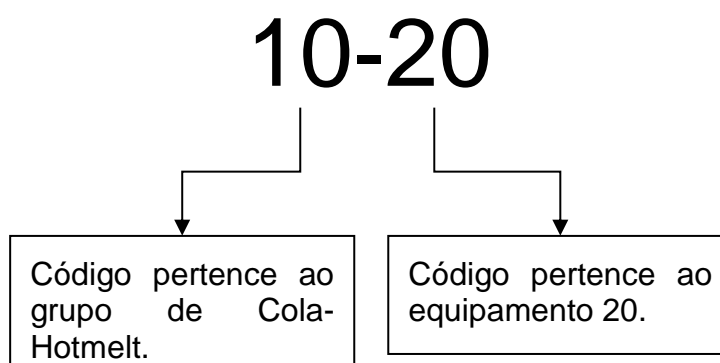 10-20
Código pertence ao
grupo de Cola-
Hotmelt.
Código pertence ao
equipamento 20.